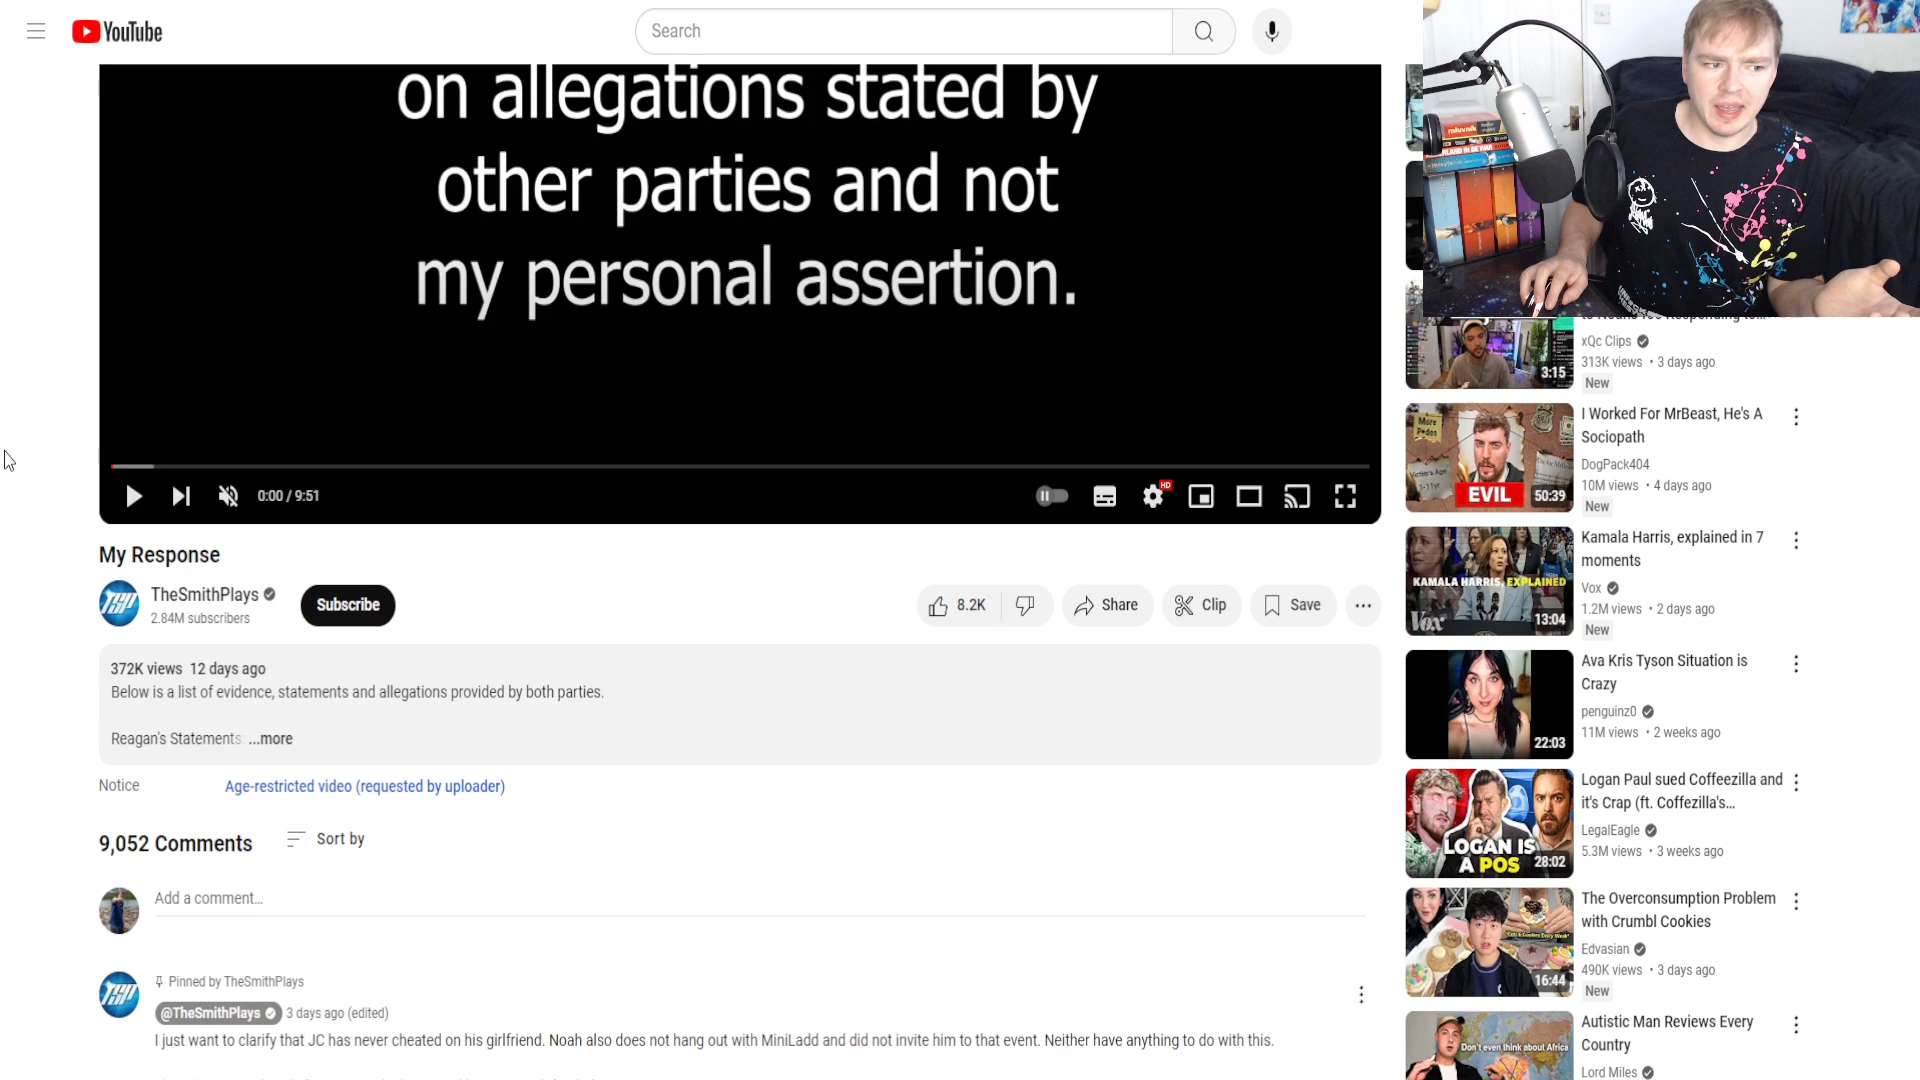 YouTube
Search
on allegations stated by
other parties and not
my personal assertion.
0:00 / 9:51
HD
My Response
TheSmithPlays
2.84M subscribers
Subscribe
8.2K
Share
Clip
Save
372K views 12 days ago
Below is a list of evidence, statements and allegations provided by both parties.
Reagan's Statements: ...more
Notice
Age-restricted video (requested by uploader)
9,052 Comments
Sort by
Add a comment...
Pinned by TheSmithPlays
@TheSmithPlays
3 days ago (edited)
I just want to clarify that JC has never cheated on his girlfriend. Noah also does not hang out with MiniLadd and did not invite him to that event. Neither have anything to do with this.
xQc Clips
313K views • 3 days ago
New
3:15
I Worked For MrBeast, He's A
Sociopath
DogPack404
10M views • 4 days ago
New
EVIL
50:39
Kamala Harris, explained in 7
moments
Vox
1.2M views • 2 days ago
New
KAMALA HARRIS, EXPLAINED
Vox
13:04
Ava Kris Tyson Situation is
Crazy
penguinz0
11M views • 2 weeks ago
22:03
Logan Paul sued Coffeezilla and
it's Crap (ft. Coffezilla's...
LegalEagle
5.3M views • 3 weeks ago
LOGAN IS
A POS
28:02
The Overconsumption Problem
with Crumbl Cookies
Edvasian
490K views • 3 days ago
New
16:44
Autistic Man Reviews Every
Country
Lord Miles
Don't even think about Africa